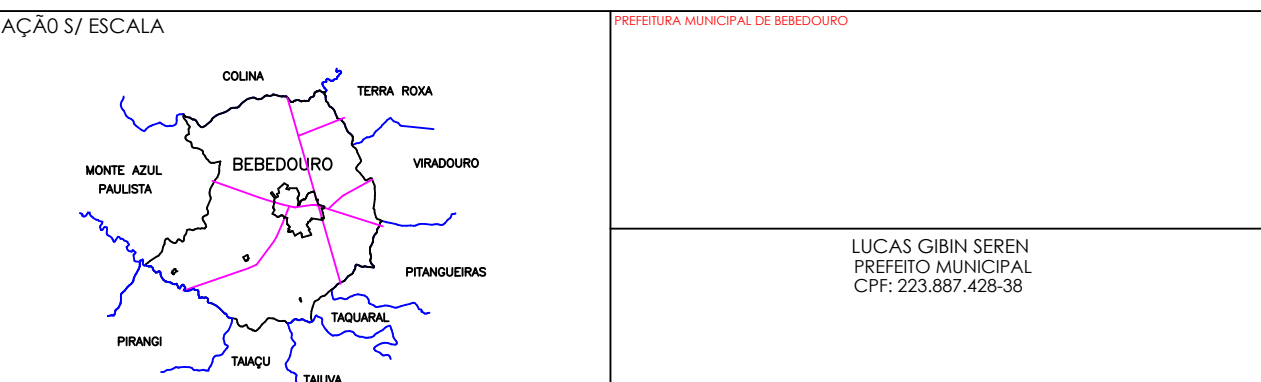 AÇÃ0 S/ ESCALA
COLINA
TERRA ROXA
MONTE AZUL
PAULISTA
BEBEDOURO
VIRADOURO
PITANGUEIRAS
TAQUARAL
PIRANGI
TAIAÇU
TAIUVA
PREFEITURA MUNICIPAL DE BEBEDOURO
LUCAS GIBIN SEREN
PREFEITO MUNICIPAL
CPF: 223.887.428-38